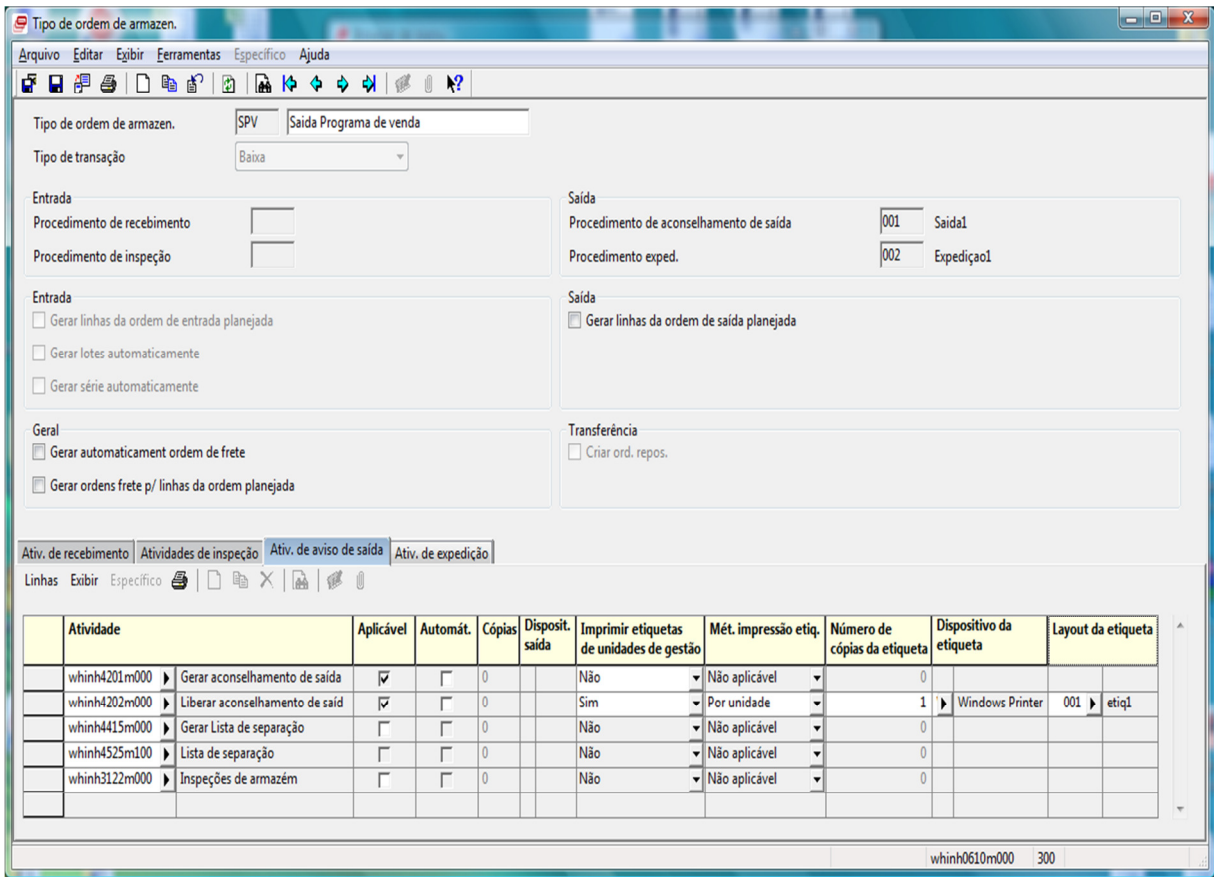 Tipo de ordem de armazen.
Arquivo Editar Exibir Ferramentas Específico Ajuda
Tipo de ordem de armazen. SPV Saida Programa de venda
Tipo de transação Baixa
Entrada
Procedimento de recebimento
Procedimento de inspeção
Saída
Procedimento de aconselhamento de saída 001 Saida1
Procedimento exped. 002 Expediçao1
Entrada
Gerar linhas da ordem de entrada planejada
Gerar lotes automaticamente
Gerar série automaticamente
Saída
Gerar linhas da ordem de saída planejada
Geral
Gerar automaticament ordem de frete
Gerar ordens frete p/ linhas da ordem planejada
Transferência
Criar ord. repos.
Ativ. de recebimento Atividades de inspeção Ativ. de aviso de saída Ativ. de expedição
Linhas Exibir Específico
Atividade Aplicável Automát. Cópias Disposit. saída Imprimir etiquetas de unidades de gestão Mét. impressão etiq. Número de cópias da etiqueta Dispositivo da etiqueta Layout da etiqueta
whinh4201m000 Gerar aconselhamento de saída 0 Não Não aplicável 0
whinh4202m000 Liberar aconselhamento de saíd 0 Sim Por unidade 1 Windows Printer 001 etiq1
whinh4415m000 Gerar Lista de separação 0 Não Não aplicável 0
whinh4525m100 Lista de separação 0 Não Não aplicável 0
whinh3122m000 Inspeções de armazém 0 Não Não aplicável 0
whinh0610m000 300